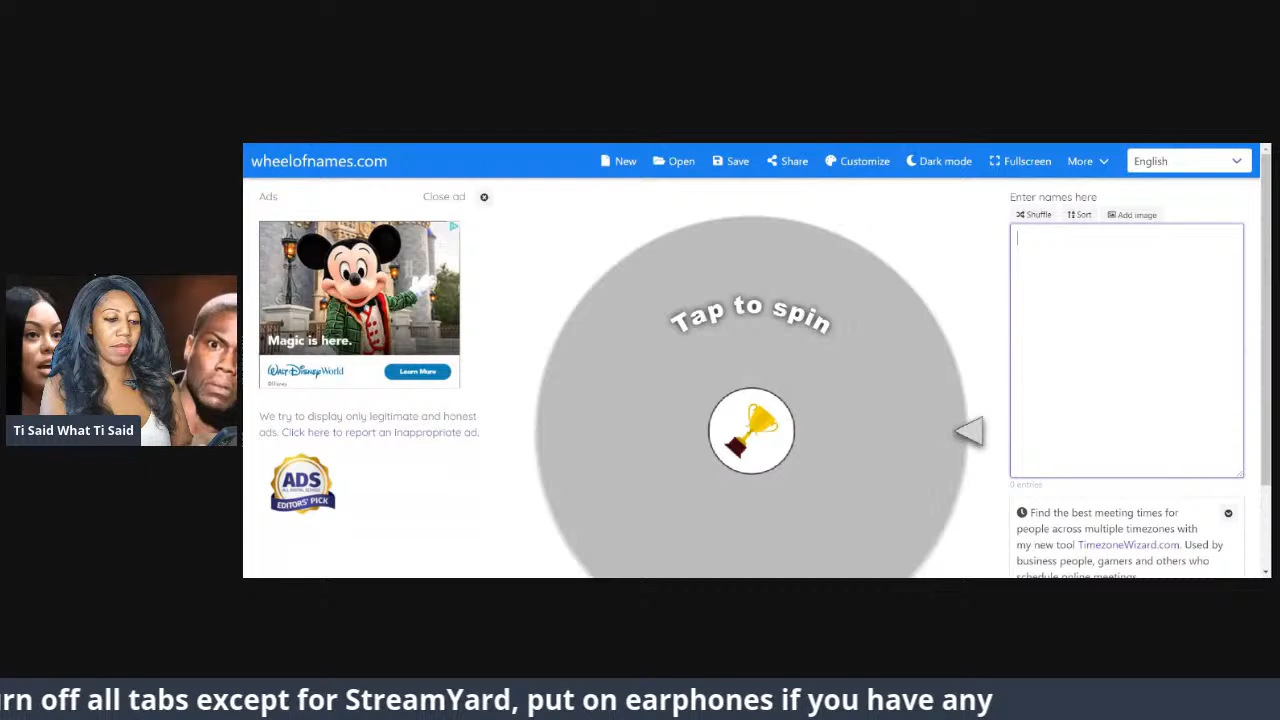 wheelofnames.com
New
Open
Save
Share
Customize
Dark mode
Fullscreen
More
English
Ads
Close ad
Magic is here.
Walt Disney World
Learn More
©Disney
We try to display only legitimate and honest
ads. Click here to report an inappropriate ad.
ADS
EDITORS' PICK
Tap to spin
Enter names here
Shuffle
Sort
Add image
0 entries
Find the best meeting times for
people across multiple timezones with
my new tool TimezoneWizard.com. Used by
business people, gamers and others who
schedule online meetings
Ti Said What Ti Said
rn off all tabs except for StreamYard, put on earphones if you have any